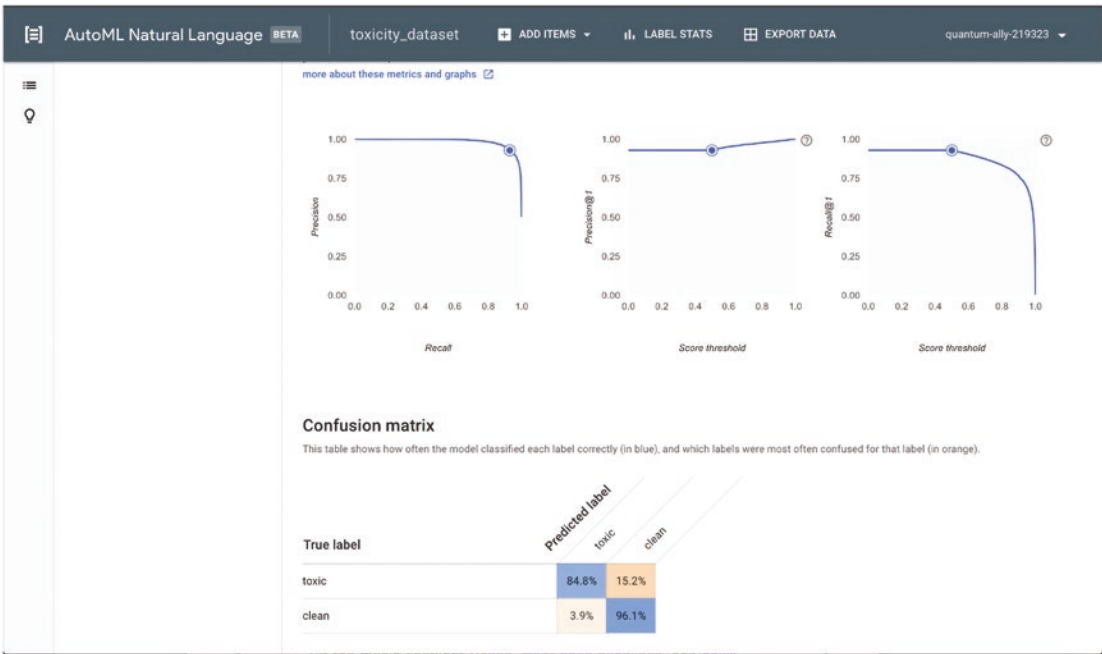 AutoML Natural Language BETA toxicity_dataset ADD ITEMS LABEL STATS EXPORT DATA quantum-ally-219323
more about these metrics and graphs
1.00
0.75
0.50
0.25
0.00
Precision
0.0 0.2 0.4 0.6 0.8 1.0
Recall
1.00
0.75
0.50
0.25
0.00
Precision@1
0.0 0.2 0.4 0.6 0.8 1.0
Score threshold
1.00
0.75
0.50
0.25
0.00
Recall@1
0.0 0.2 0.4 0.6 0.8 1.0
Score threshold
Confusion matrix
This table shows how often the model classified each label correctly (in blue), and which labels were most often confused for that label (in orange).
True label Predicted label toxic clean
toxic 84.8% 15.2%
clean 3.9% 96.1%